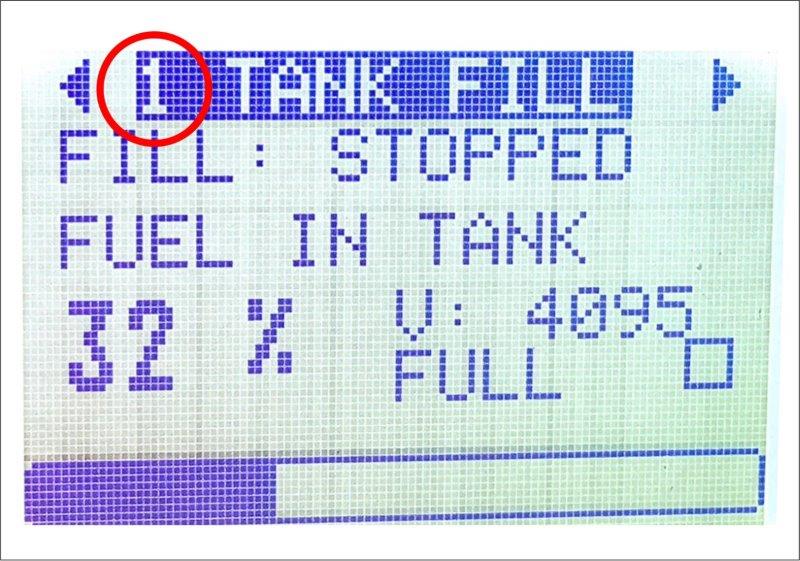 1 TANK FILL
FILL: STOPPED
FUEL IN TANK
32 %
V: 4095
FULL